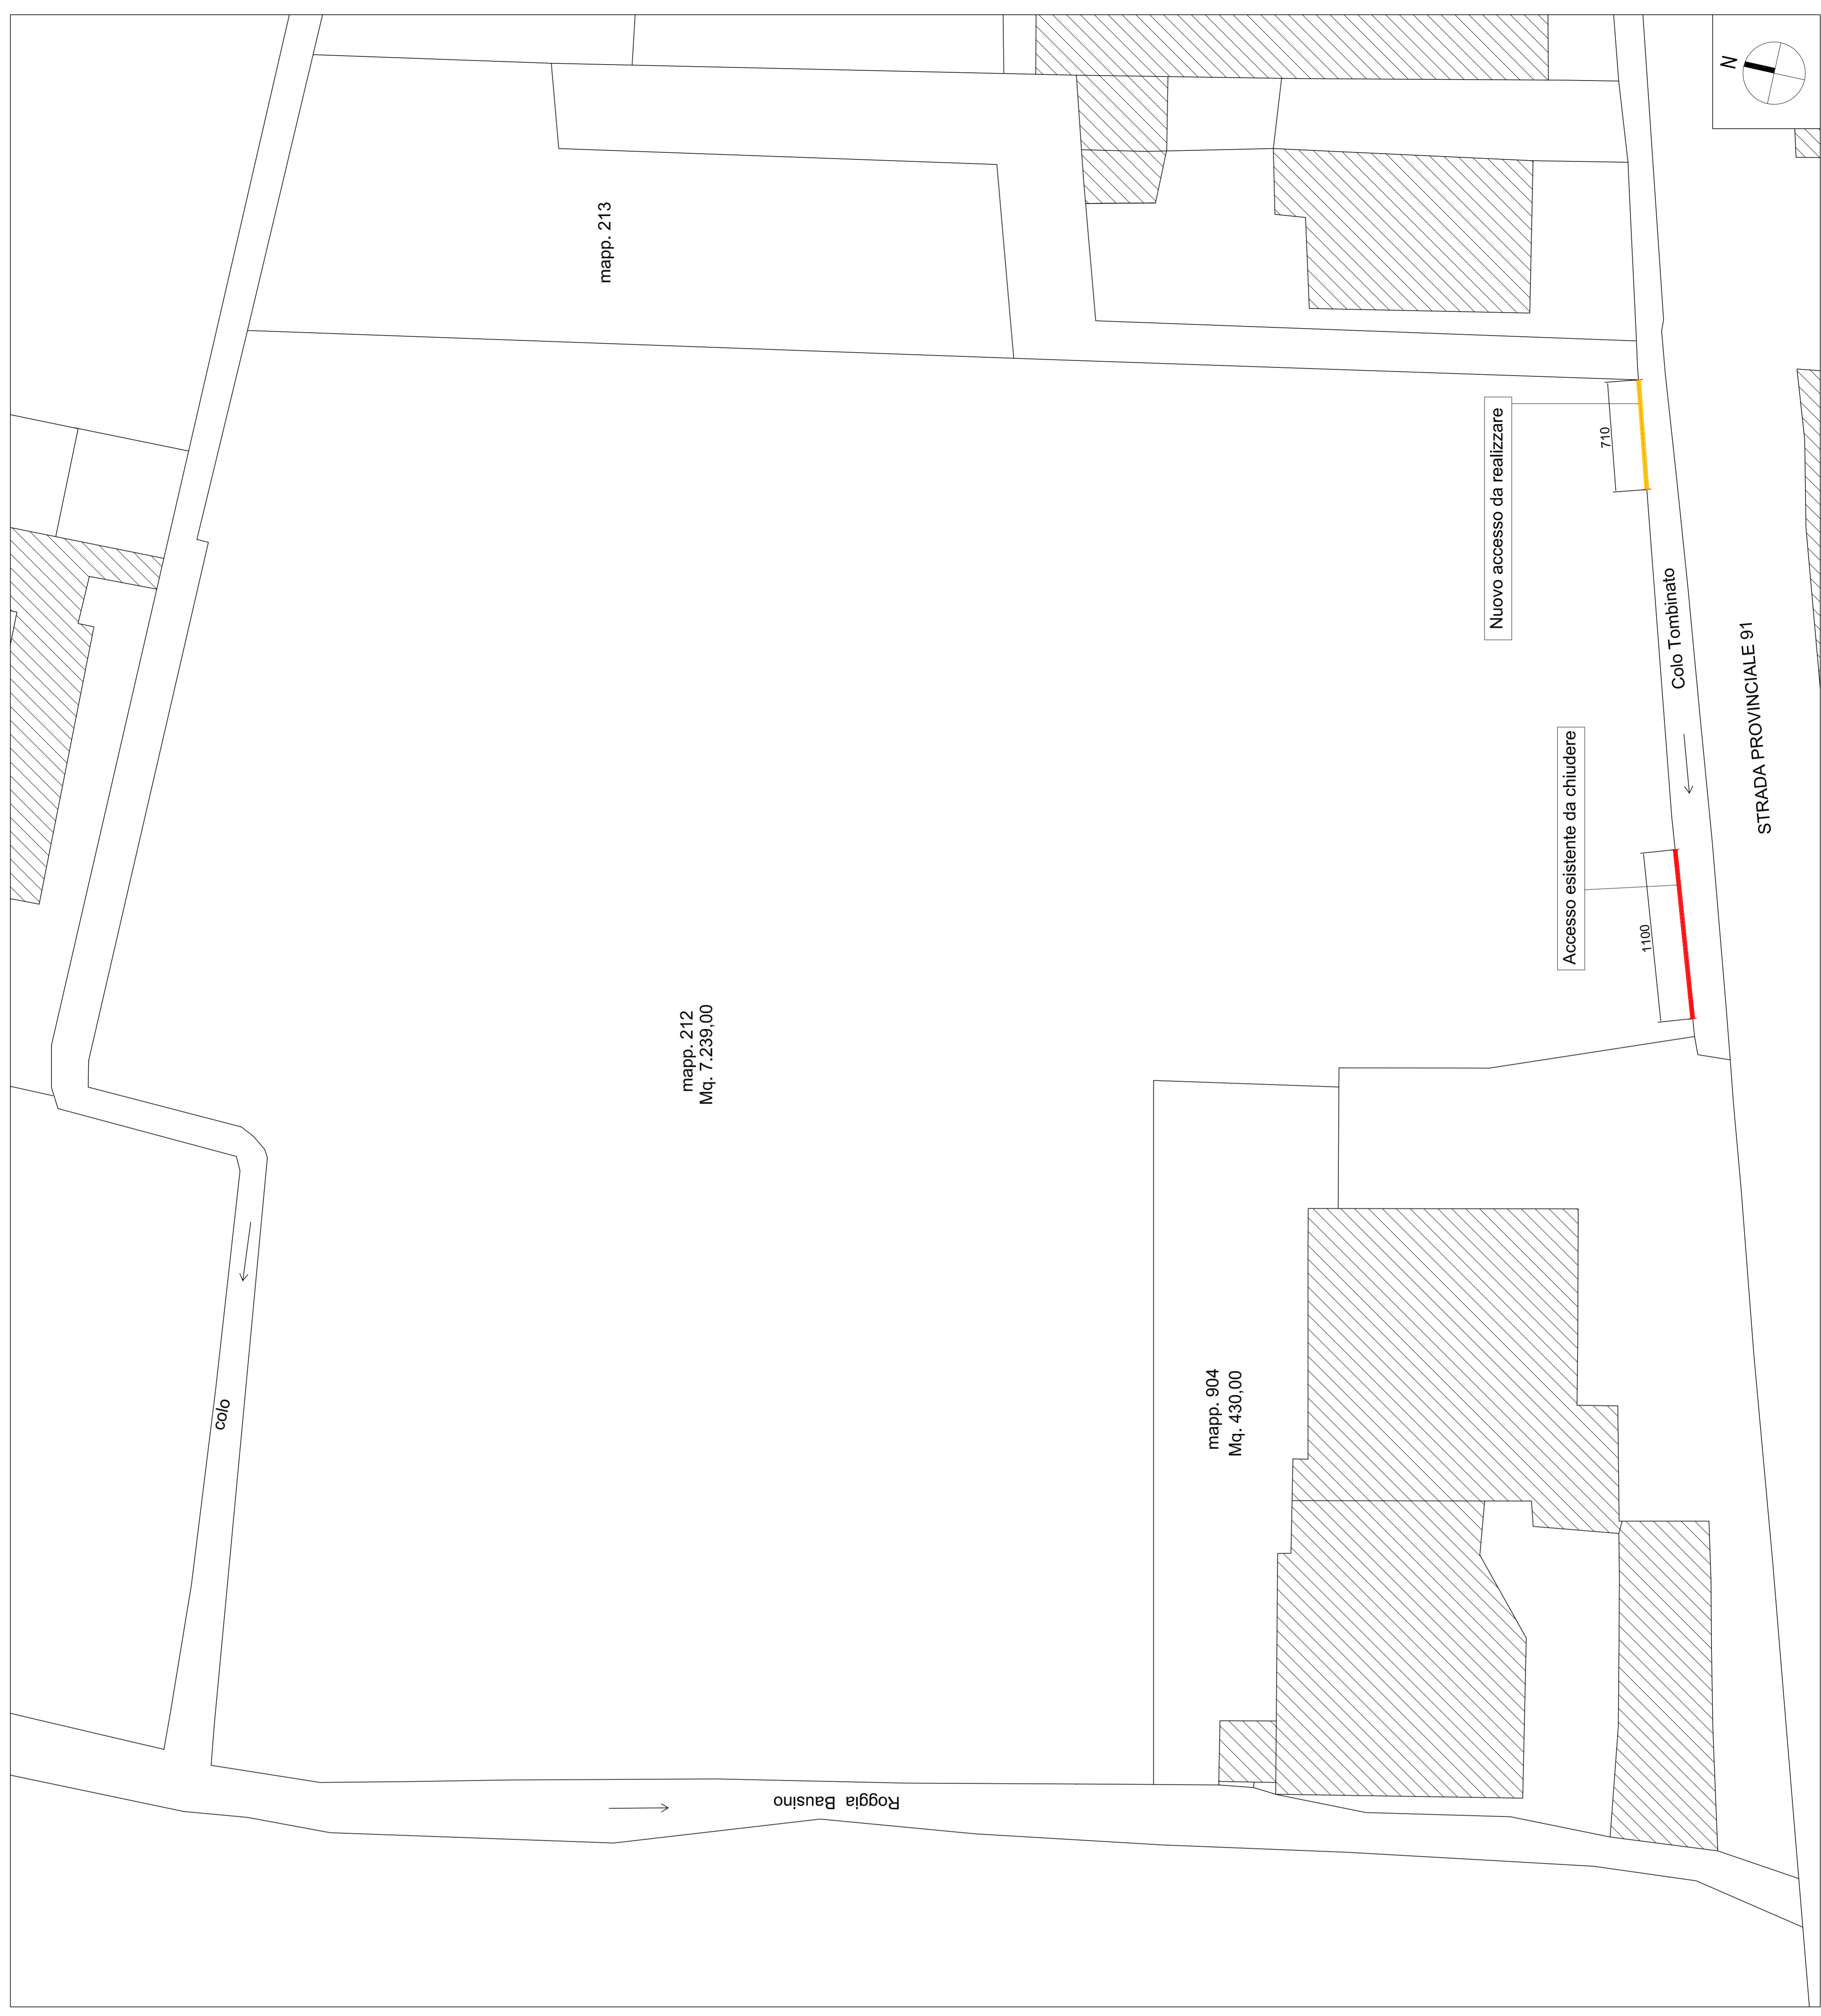 N
mapp. 213
Nuovo accesso da realizzare
710
Colo Tombinato
STRADA PROVINCIALE 91
Accesso esistente da chiudere
1100
mapp. 212
Mq. 7.239,00
mapp. 904
Mq. 430,00
colo
Roggia Bausino